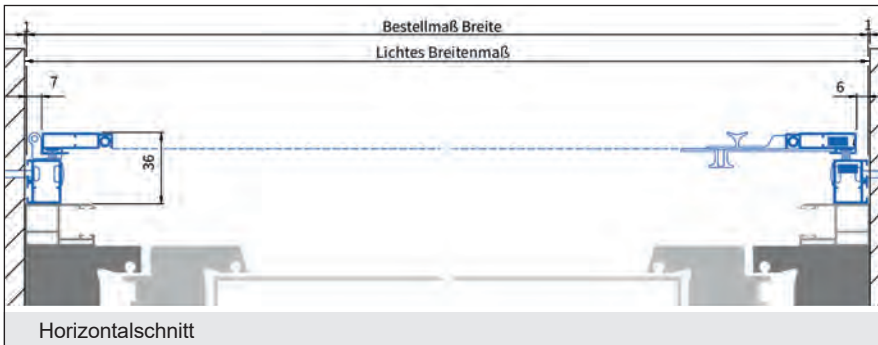 1 Bestellmaß Breite 1
Lichtes Breitenmaß
7 6
36
Horizontalschnitt